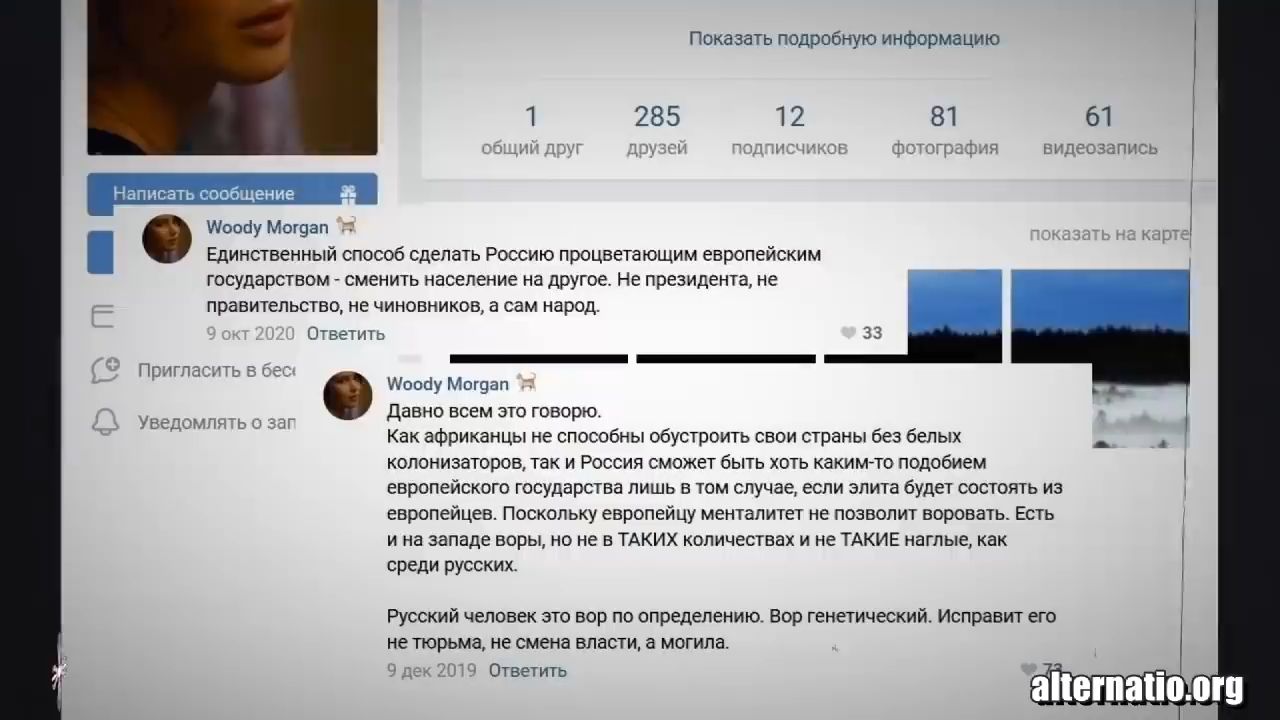 Показать подробную информацию
1 285 12 81 61
общий друг друзей подписчиков фотография видеозапись
Написать сообщение
показать на карте
Woody Morgan
Единственный способ сделать Россию процветающим европейским
государством - сменить население на другое. Не президента, не
правительство, не чиновников, а сам народ.
9 окт 2020 Ответить 33
Пригласить в бесе
Уведомлять о зап
Woody Morgan
Давно всем это говорю.
Как африканцы не способны обустроить свои страны без белых
колонизаторов, так и Россия сможет быть хоть каким-то подобием
европейского государства лишь в том случае, если элита будет состоять из
европейцев. Поскольку европейцу менталитет не позволит воровать. Есть
и на западе воры, но не в ТАКИХ количествах и не ТАКИЕ наглые, как
среди русских.
Русский человек это вор по определению. Вор генетический. Исправит его
не тюрьма, не смена власти, а могила.
9 дек 2019 Ответить 73
alternatio.org